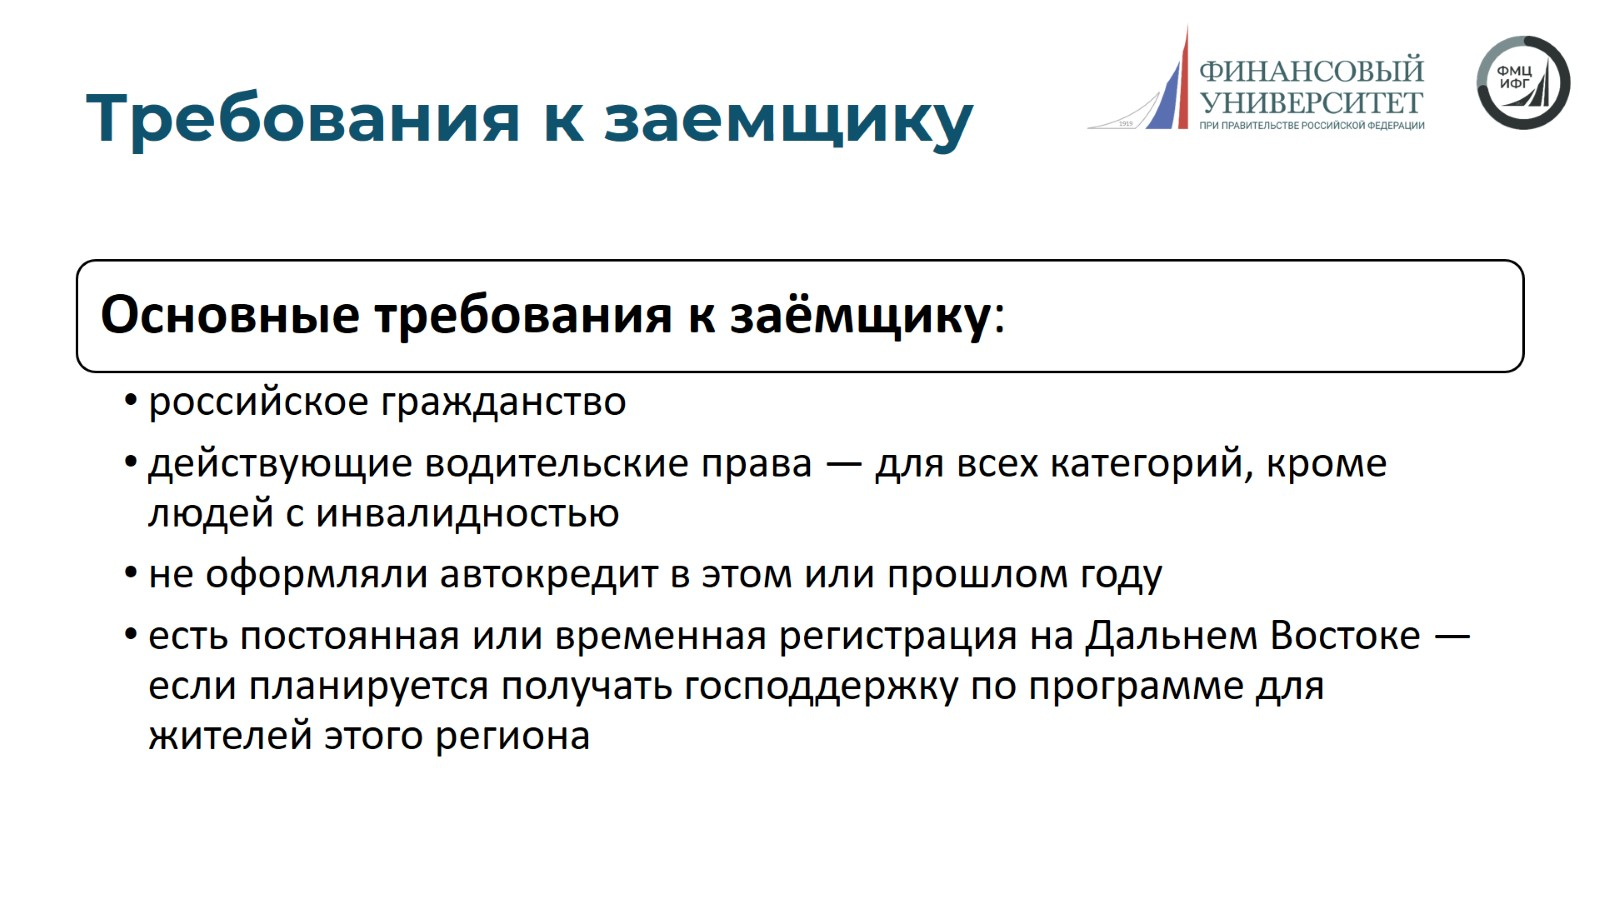 Требования к заемщику
ФИНАНСОВЫЙ
УНИВЕРСИТЕТ
ПРИ ПРАВИТЕЛЬСТВЕ РОССИЙСКОЙ ФЕДЕРАЦИИ
1919
ФМЦ
ИФГ
Основные требования к заёмщику:
• российское гражданство
• действующие водительские права — для всех категорий, кроме
людей с инвалидностью
• не оформляли автокредит в этом или прошлом году
• есть постоянная или временная регистрация на Дальнем Востоке —
если планируется получать господдержку по программе для
жителей этого региона